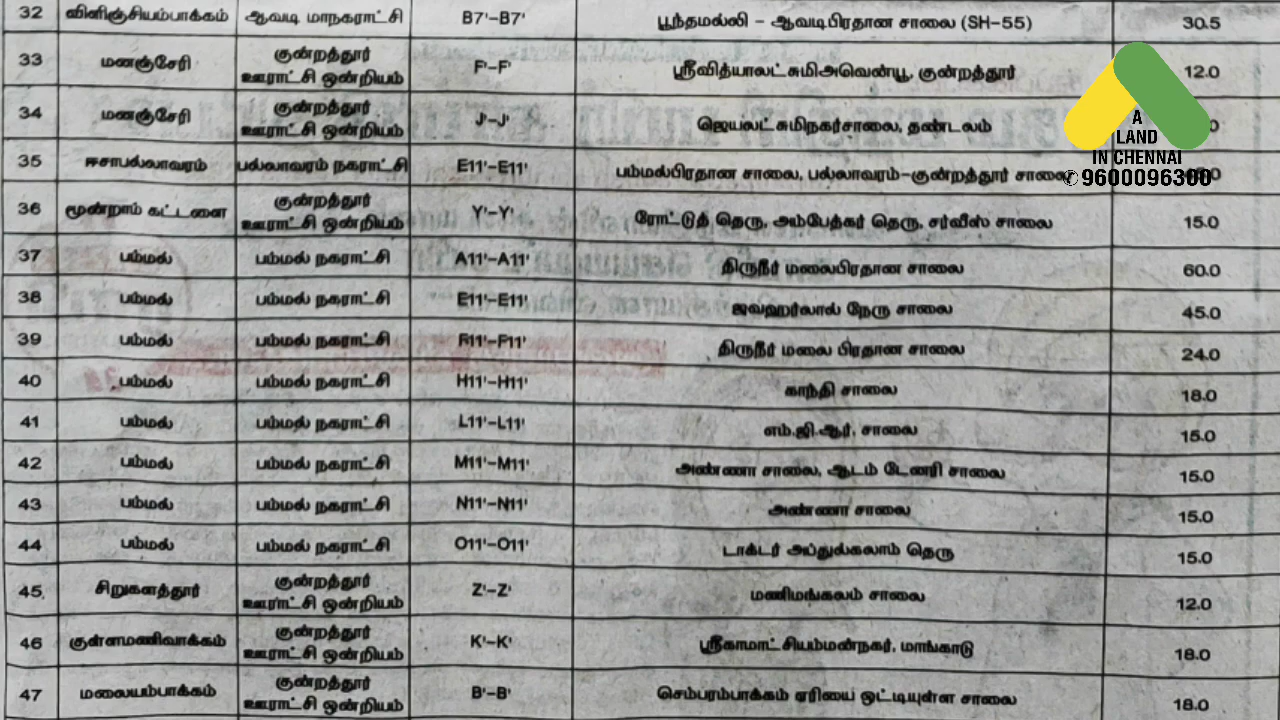 32 விளிஞ்சியம்பாக்கம் ஆவடி மாநகராட்சி B7'-B7' பூந்தமல்லி - ஆவடிபிரதான சாலை (SH-55) 30.5
33 மணஞ்சேரி குன்றத்தூர் ஊராட்சி ஒன்றியம் F'-F' ஸ்ரீவித்யாலட்சுமிஅவென்யூ, குன்றத்தூர் 12.0
34 மணஞ்சேரி குன்றத்தூர் ஊராட்சி ஒன்றியம் J'-J' ஜெயலட்சுமிநகர்சாலை, தண்டலம்
35 ஈசாபல்லாவரம் பல்லாவரம் நகராட்சி E11'-E11' பம்மல்பிரதான சாலை, பல்லாவரம்-குன்றத்தூர் சாலை
36 மூன்றாம் கட்டளை குன்றத்தூர் ஊராட்சி ஒன்றியம் Y'-Y' ரோட்டுத் தெரு, அம்பேத்கர் தெரு, சர்வீஸ் சாலை 15.0
37 பம்மல் பம்மல் நகராட்சி A11'-A11' திருநீர் மலைபிரதான சாலை 60.0
38 பம்மல் பம்மல் நகராட்சி E11'-E11' ஜவஹர்லால் நேரு சாலை 45.0
39 பம்மல் பம்மல் நகராட்சி திருநீர் மலை பிரதான சாலை 24.0
40 பம்மல் பம்மல் நகராட்சி H11'-H11' காந்தி சாலை 18.0
41 பம்மல் பம்மல் நகராட்சி L11'-L11' எம்.ஜி.ஆர். சாலை 15.0
42 பம்மல் பம்மல் நகராட்சி M11'-M11' அண்ணா சாலை, ஆடம் டேனரி சாலை 15.0
43 பம்மல் பம்மல் நகராட்சி N11'-N11' அண்ணா சாலை 15.0
44 பம்மல் பம்மல் நகராட்சி O11'-O11' டாக்டர் அப்துல்கலாம் தெரு 15.0
45 சிறுகளத்தூர் குன்றத்தூர் ஊராட்சி ஒன்றியம் Z'-Z' மணிமங்கலம் சாலை 12.0
46 குள்ளமணிவாக்கம் குன்றத்தூர் ஊராட்சி ஒன்றியம் K'-K' ஸ்ரீகாமாட்சியம்மன்நகர், மாங்காடு 18.0
47 மலையம்பாக்கம் குன்றத்தூர் ஊராட்சி ஒன்றியம் B'-B' செம்பரம்பாக்கம் ஏரியை ஒட்டியுள்ள சாலை 18.0
A
LAND
IN CHENNAI
✆9600096300